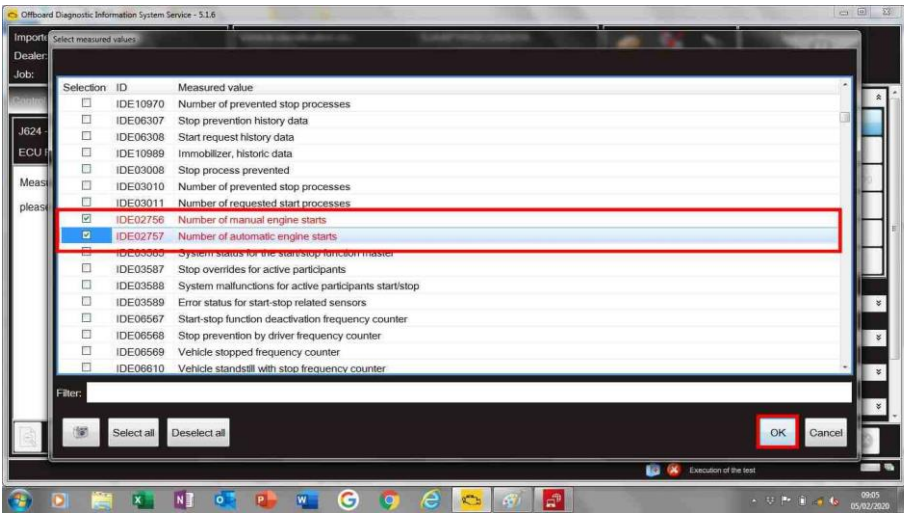 Offboard Diagnostic Information System Service - 5.1.6
Select measured values
Dealer:
Job:
J624 -
Selection ID Measured value
IDE10970 Number of prevented stop processes
IDE06307 Stop prevention history data
IDE06308 Start request history data
IDE10989 Immobilizer, historic data
IDE03008 Stop process prevented
IDE03010 Number of prevented stop processes
IDE03011 Number of requested start processes
IDE02756 Number of manual engine starts
IDE02757 Number of automatic engine starts
IDE03585 System status for the start/stop function master
IDE03587 Stop overrides for active participants
IDE03588 System malfunctions for active participants start/stop
IDE03589 Error status for start-stop related sensors
IDE06567 Start-stop function deactivation frequency counter
IDE06568 Stop prevention by driver frequency counter
IDE06569 Vehicle stopped frequency counter
IDE06610 Vehicle standstill with stop frequency counter
Filter:
Select all Deselect all OK Cancel
Execution of the test
09:05
05/02/2020